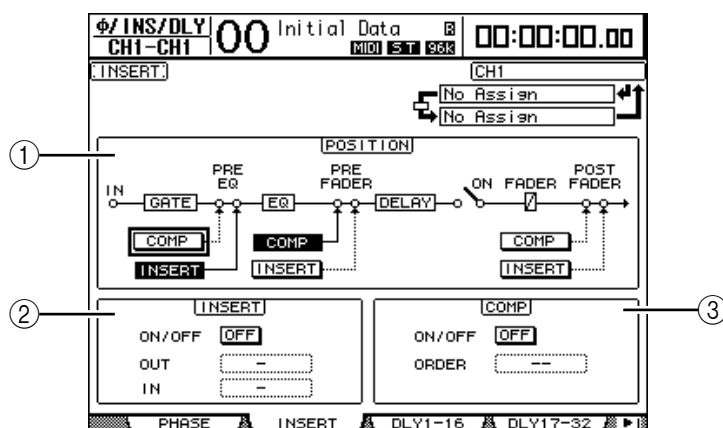 ø/INS/DLY 00 Initial Data R 00:00:00.00
CH1-CH1 MIDI ST 96k
INSERT CH1
No Assign
No Assign
1
POSITION
PRE EQ PRE FADER POST FADER
IN GATE EQ DELAY ON FADER
COMP COMP COMP
INSERT INSERT INSERT
2 INSERT COMP 3
ON/OFF OFF ON/OFF OFF
OUT - ORDER --
IN -
PHASE INSERT DLY1-16 DLY17-32